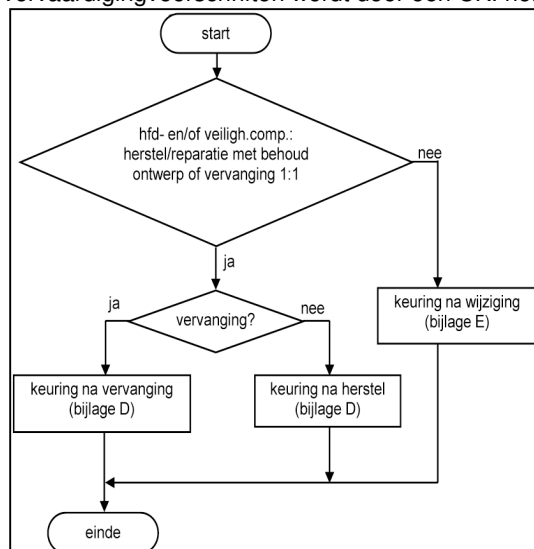 start
hfd- en/of veiligh.comp.:
herstel/reparatie met behoud
ontwerp of vervanging 1:1
nee
ja
ja
vervanging?
nee
keuring na wijziging
(bijlage E)
keuring na vervanging
(bijlage D)
keuring na herstel
(bijlage D)
einde